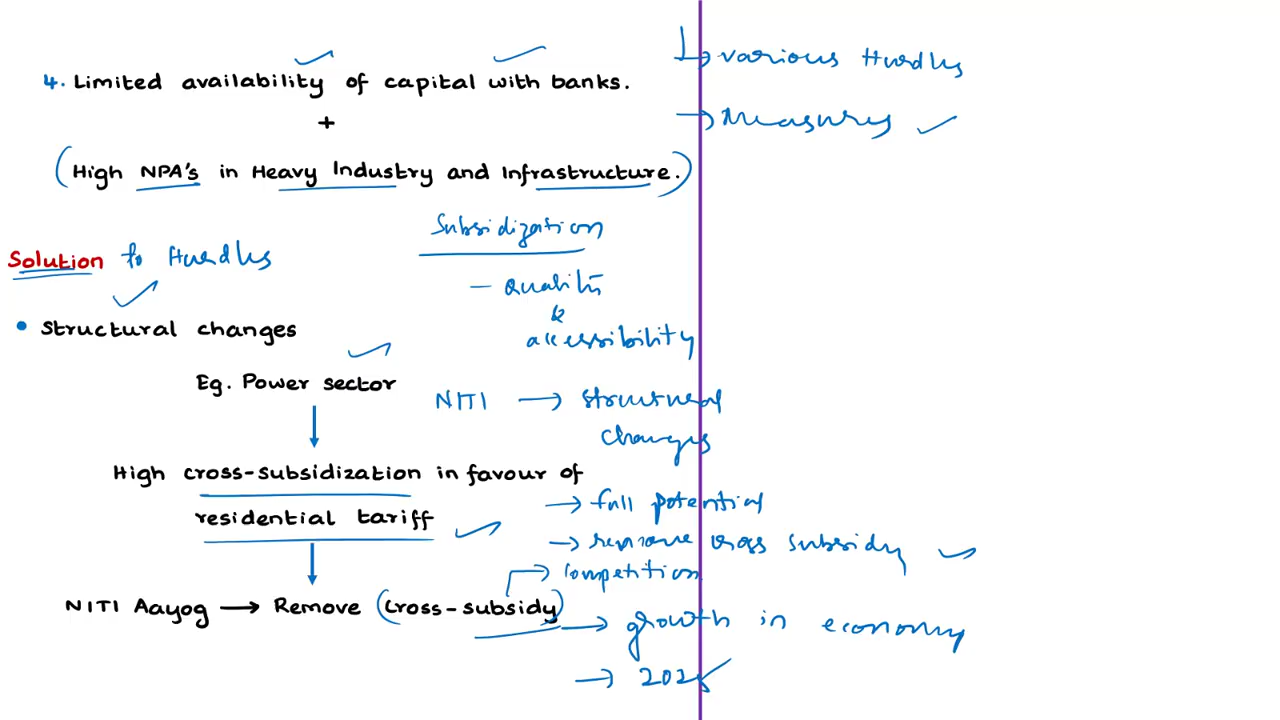 4. Limited availability of capital with banks.
+
(High NPA's in Heavy Industry and Infrastructure.)
→ various Hurdles
→ Measures ✓
Solution to Hurdles
• Structural changes
Eg. Power sector
↓
High cross-subsidization in favour of
residential tariff
↓
NITI Aayog → Remove (cross-subsidy)
Subsidization
- Quality
&
accessibility
NITI → structural
changes
→ full potential
→ remove cross subsidy
→ competition
→ growth in economy